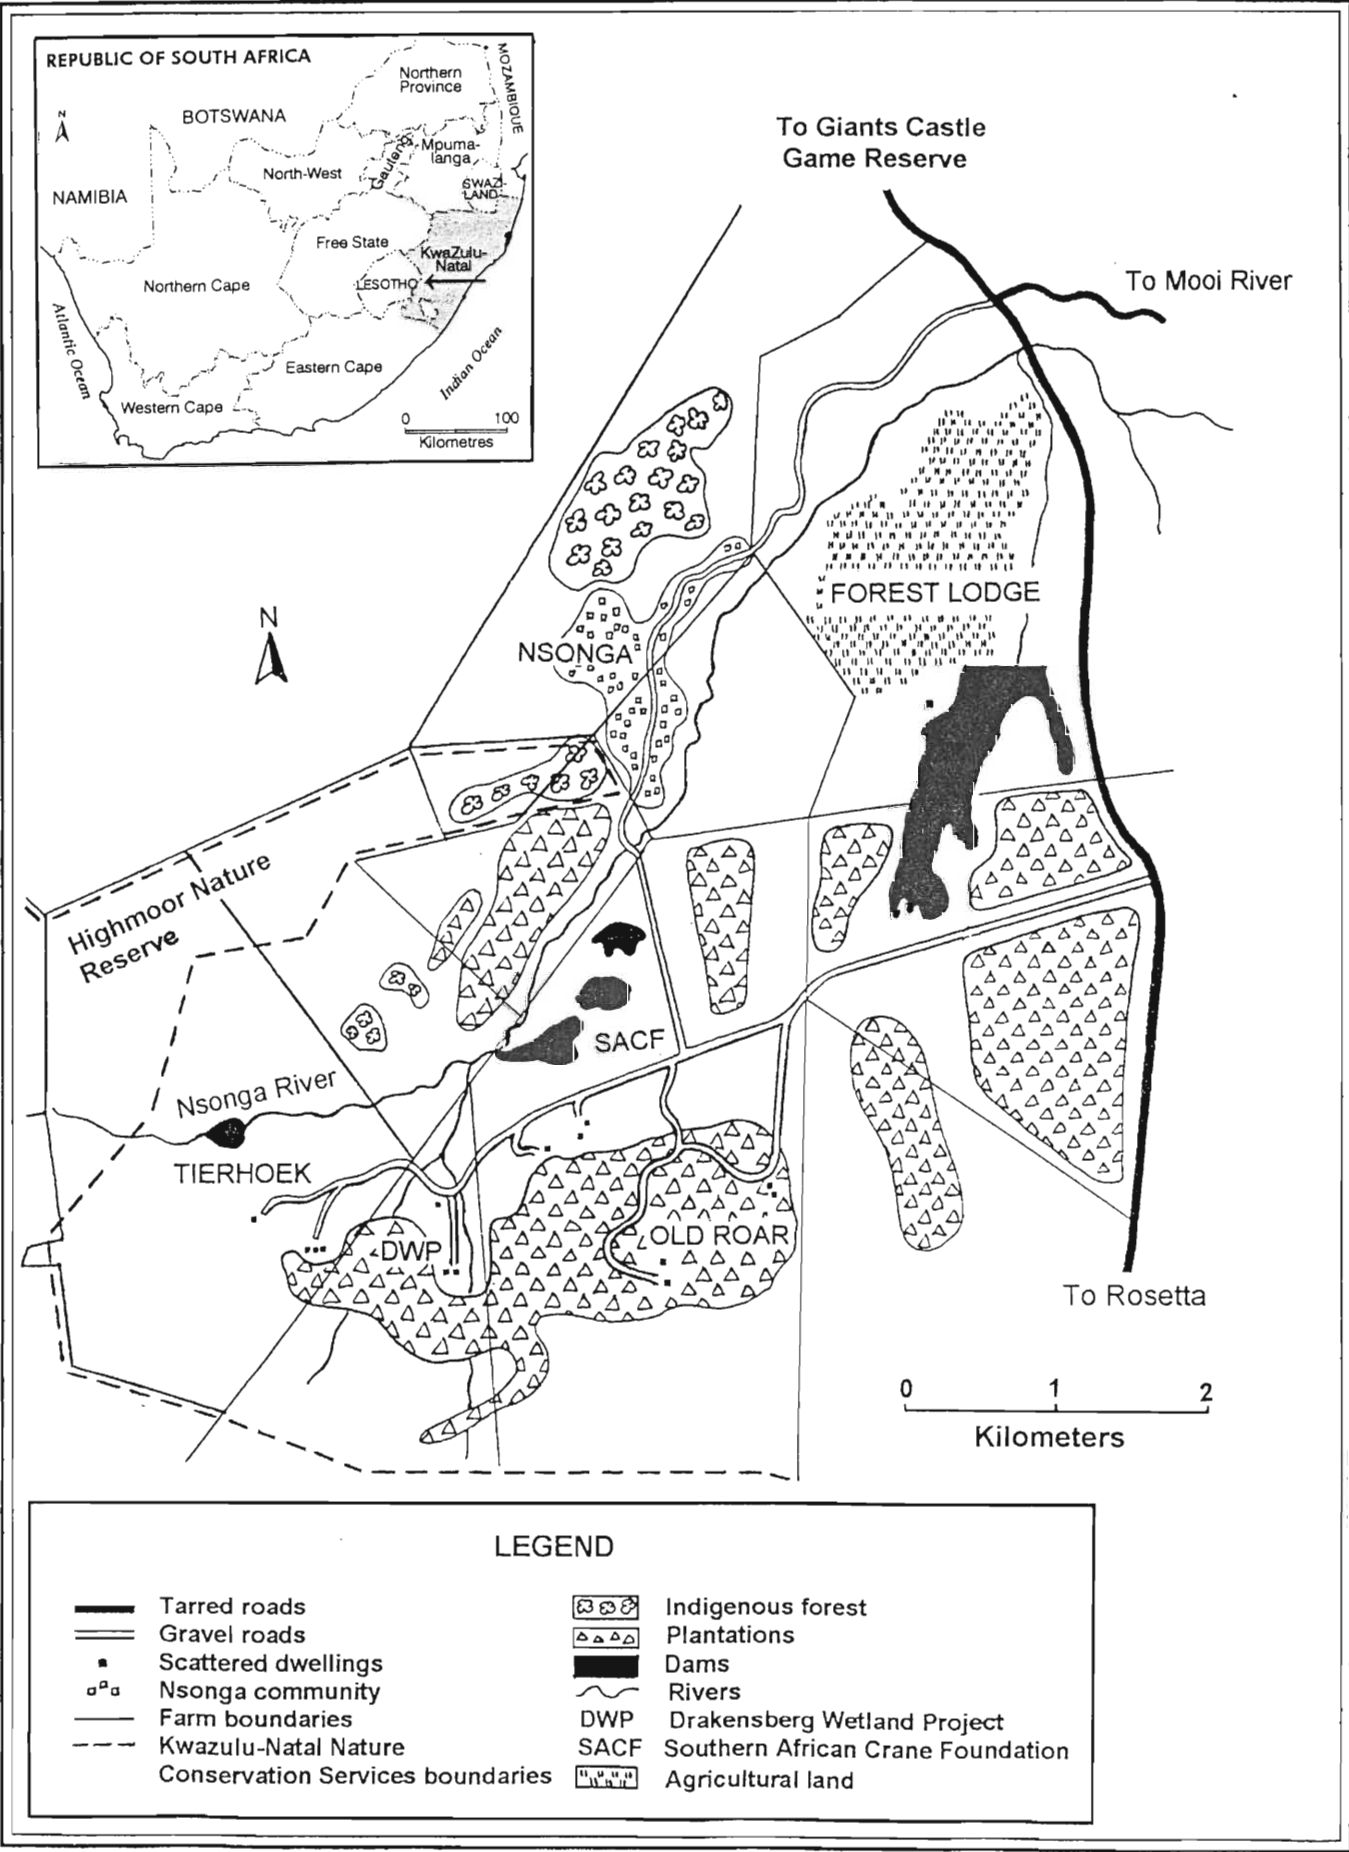 REPUBLIC OF SOUTH AFRICA
N
BOTSWANA
NAMIBIA
Northern
Province
MOZAMBIQUE
North-West
Gauteng
Mpuma-
langa
SWAZI-
LAND
Free State
KwaZulu-
Natal
LESOTHO
Northern Cape
Atlantic Ocean
Eastern Cape
Indian Ocean
Western Cape
0 100
Kilometres
To Giants Castle
Game Reserve
To Mooi River
FOREST LODGE
N
NSONGA
Highmoor Nature
Reserve
SACF
Nsonga River
TIERHOEK
DWP
OLD ROAR
To Rosetta
0 1 2
Kilometers
LEGEND
Tarred roads
Gravel roads
Scattered dwellings
Nsonga community
Farm boundaries
Kwazulu-Natal Nature
Conservation Services boundaries
Indigenous forest
Plantations
Dams
Rivers
DWP Drakensberg Wetland Project
SACF Southern African Crane Foundation
Agricultural land